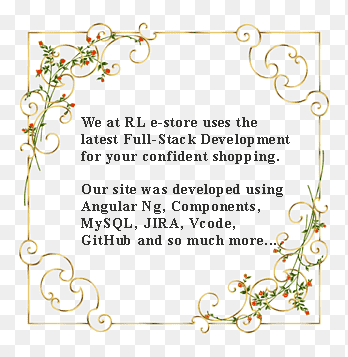 We at RL e-store uses the
latest Full-Stack Development
for your confident shopping.
Our site was developed using
Angular Ng, Components,
MySQL, JIRA, Vcode,
GitHub and so much more...